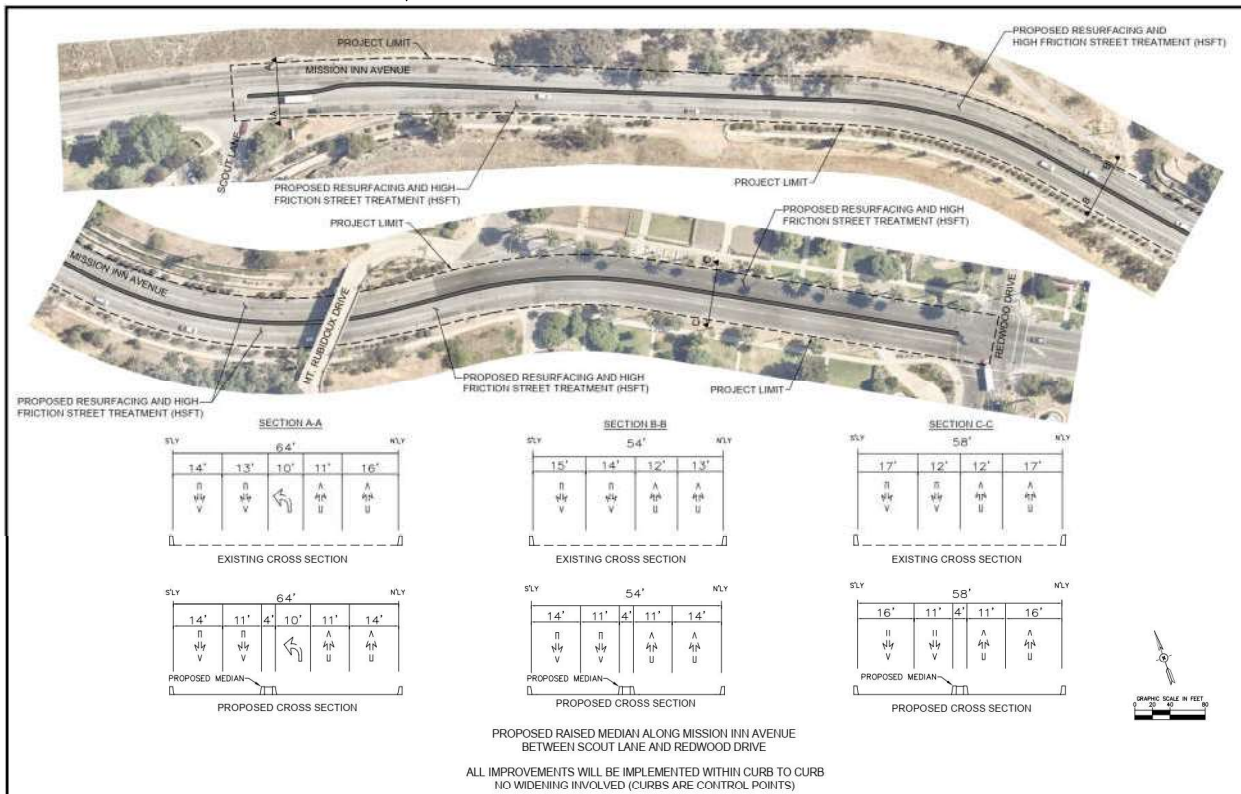 PROPOSED RESURFACING AND
HIGH FRICTION STREET TREATMENT (HSFT)
PROJECT LIMIT
MISSION INN AVENUE
A
SCOUT LANE
PROPOSED RESURFACING AND HIGH
FRICTION STREET TREATMENT (HSFT)
PROJECT LIMIT
B
B
PROPOSED RESURFACING AND HIGH
FRICTION STREET TREATMENT (HSFT)
PROJECT LIMIT
MISSION INN AVENUE
MT. RUBIDOUX DRIVE
C
C
REDWOOD DRIVE
PROPOSED RESURFACING AND HIGH
FRICTION STREET TREATMENT (HSFT)
PROJECT LIMIT
PROPOSED RESURFACING AND HIGH
FRICTION STREET TREATMENT (HSFT)
SECTION A-A
S'LY N'LY
64'
14' 13' 10' 11' 16'
EXISTING CROSS SECTION
SECTION B-B
S'LY N'LY
54'
15' 14' 12' 13'
EXISTING CROSS SECTION
SECTION C-C
S'LY N'LY
58'
17' 12' 12' 17'
EXISTING CROSS SECTION
S'LY N'LY
64'
14' 11' 4' 10' 11' 14'
PROPOSED MEDIAN
PROPOSED CROSS SECTION
S'LY N'LY
54'
14' 11' 4' 11' 14'
PROPOSED MEDIAN
PROPOSED CROSS SECTION
S'LY N'LY
58'
16' 11' 4' 11' 16'
PROPOSED MEDIAN
PROPOSED CROSS SECTION
GRAPHIC SCALE IN FEET
0 20 40 80
PROPOSED RAISED MEDIAN ALONG MISSION INN AVENUE
BETWEEN SCOUT LANE AND REDWOOD DRIVE
ALL IMPROVEMENTS WILL BE IMPLEMENTED WITHIN CURB TO CURB
NO WIDENING INVOLVED (CURBS ARE CONTROL POINTS)